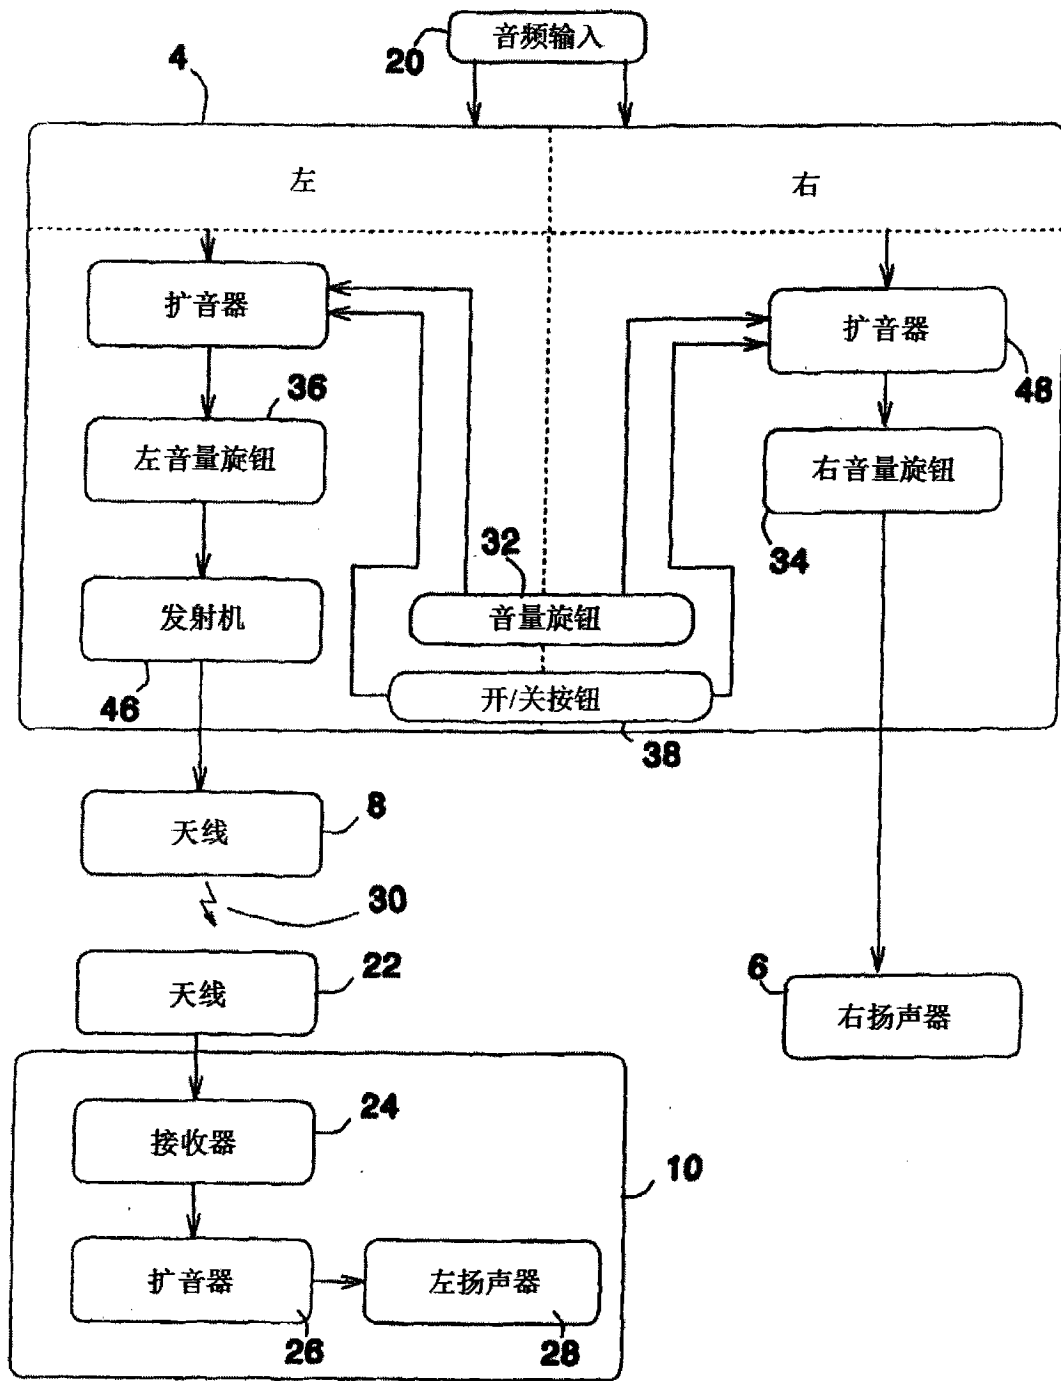 音频输入
20
4
左
右
扩音器
扩音器
48
36
左音量旋钮
右音量旋钮
34
32
音量旋钮
发射机
46
开/关按钮
38
天线
8
30
天线
22
6
右扬声器
接收器
24
10
扩音器
26
左扬声器
28